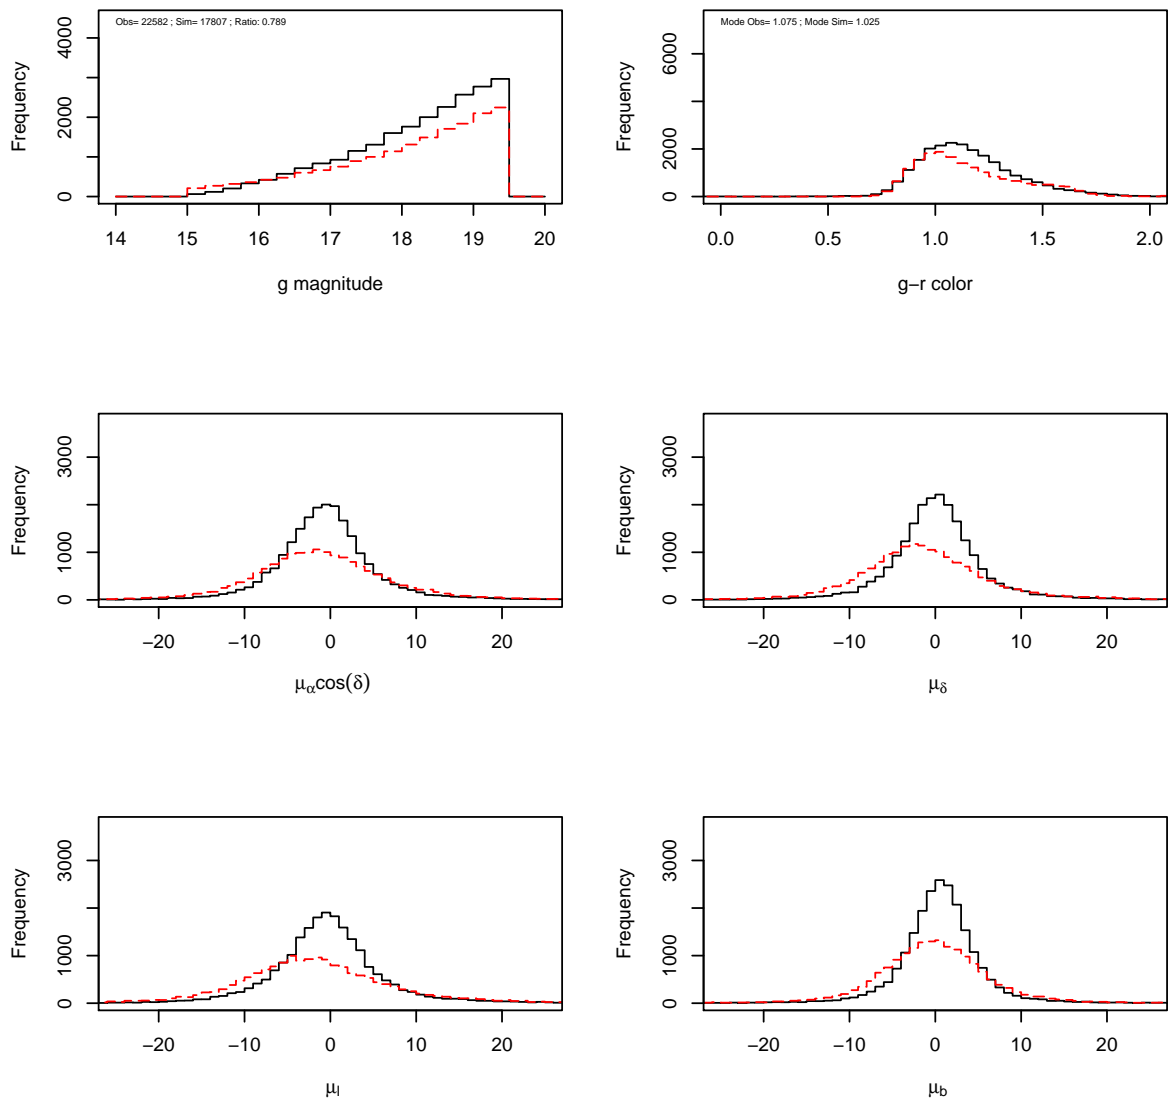 Obs= 22582 ; Sim= 17807 ; Ratio: 0.789
Frequency
0 2000 4000
14 15 16 17 18 19 20
g magnitude
Mode Obs= 1.075 ; Mode Sim= 1.025
Frequency
0 2000 6000
0.0 0.5 1.0 1.5 2.0
g−r color
Frequency
0 1000 3000
−20 −10 0 10 20
μαcos(δ)
Frequency
0 1000 3000
−20 −10 0 10 20
μδ
Frequency
0 1000 3000
−20 −10 0 10 20
μl
Frequency
0 1000 3000
−20 −10 0 10 20
μb